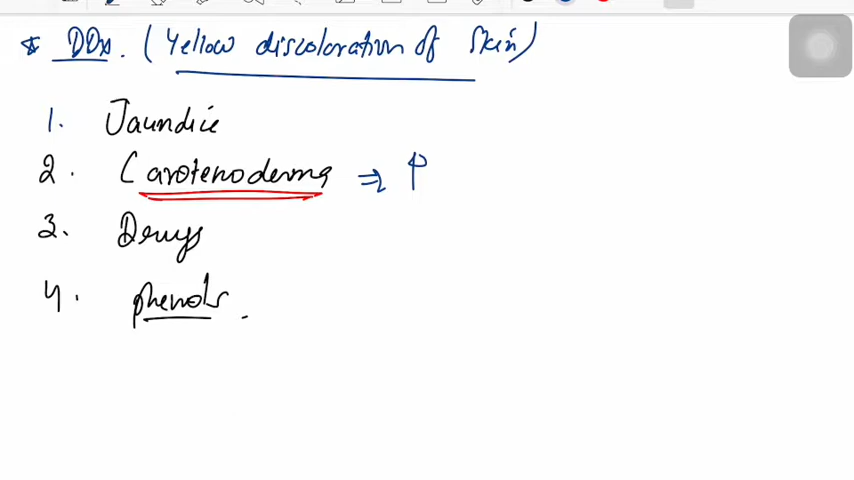 * DDx. (Yellow discoloration of Skin)
1. Jaundice
2. Carotenoderma ⇒ P
3. Drugs
4. phenols.